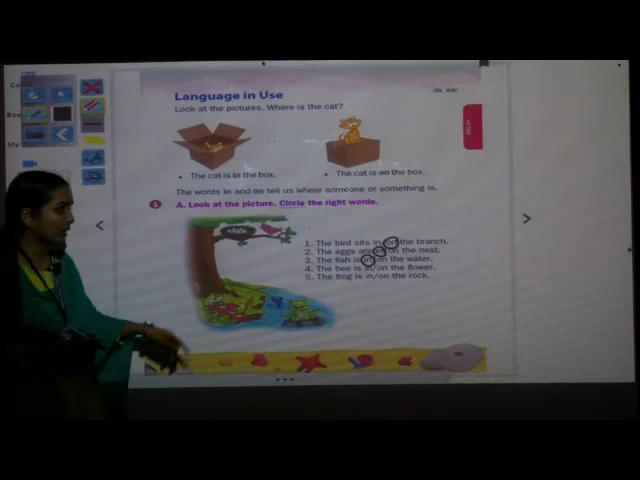 Language in Use
(in, on)
Look at the pictures. Where is the cat?
The cat is in the box.
The cat is on the box.
The words in and on tell us where someone or something is.
A. Look at the picture. Circle the right words.
1. The bird sits in/on the branch.
2. The eggs are in/on the nest.
3. The fish is in/on the water.
4. The bee is in/on the flower.
5. The frog is in/on the rock.